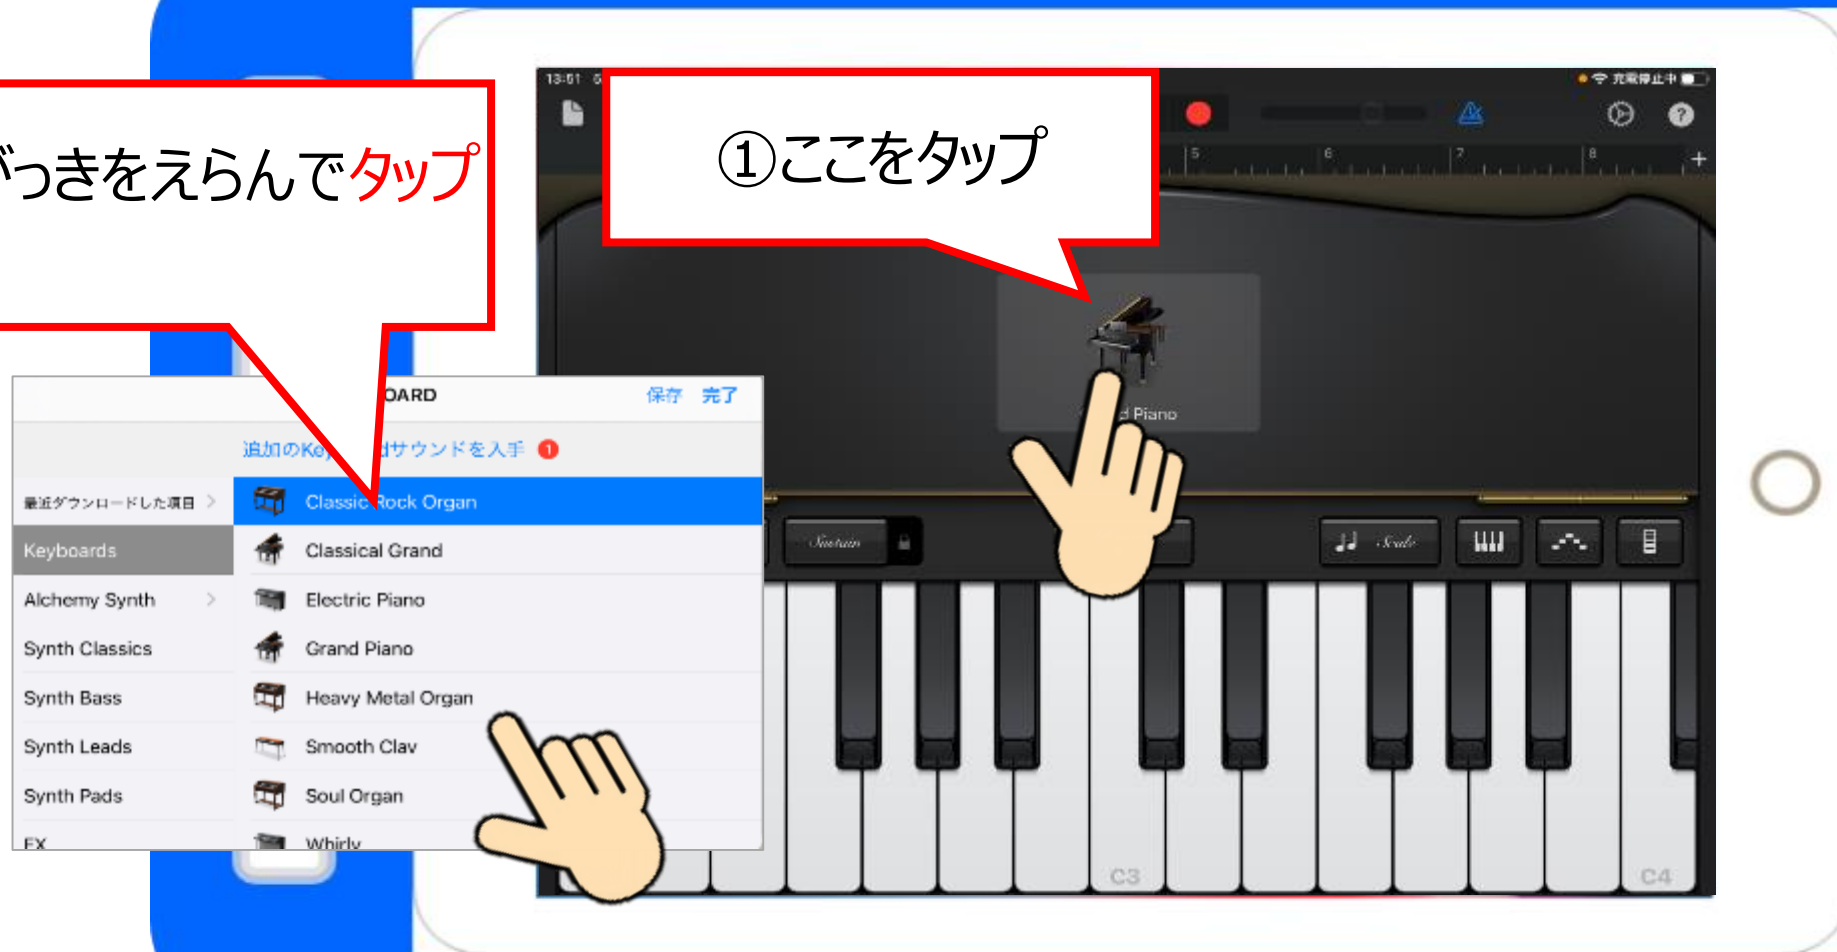 13:51
充電停止中
がっきをえらんでタップ
①ここをタップ
5
6
7
8
Piano
OARD
保存 完了
追加のKe dサウンドを入手
1
最近ダウンロードした項目
Keyboards
Alchemy Synth
Synth Classics
Synth Bass
Synth Leads
Synth Pads
FX
Classic Rock Organ
Classical Grand
Electric Piano
Grand Piano
Heavy Metal Organ
Smooth Clav
Soul Organ
Whirly
Sustain
Scale
C3
C4